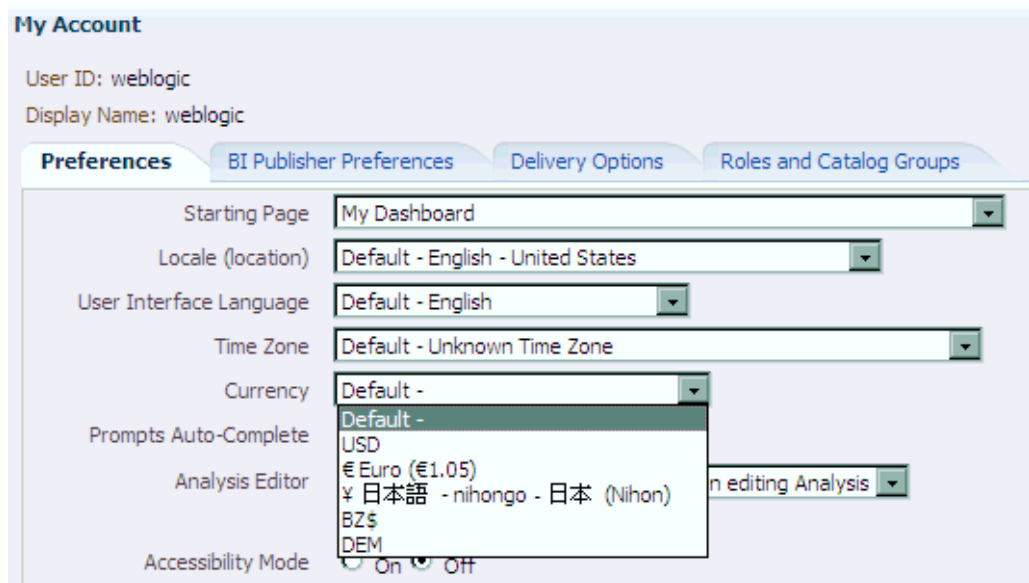 My Account
User ID: weblogic
Display Name: weblogic
Preferences BI Publisher Preferences Delivery Options Roles and Catalog Groups
Starting Page My Dashboard
Locale (location) Default - English - United States
User Interface Language Default - English
Time Zone Default - Unknown Time Zone
Currency Default -
Default -
Prompts Auto-Complete
USD
€ Euro (€1.05)
Analysis Editor n editing Analysis
¥ 日本語 - nihongo - 日本 (Nihon)
BZ$
DEM
Accessibility Mode On Off